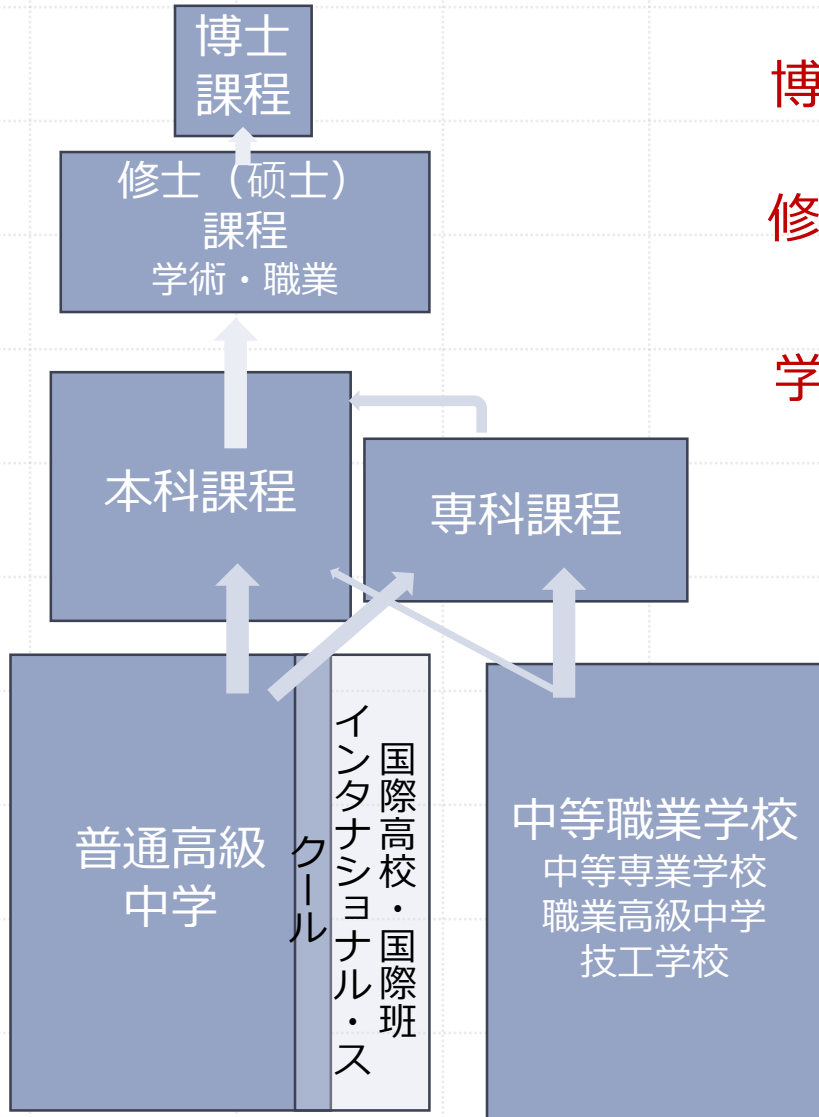 博士
課程
博
修士（硕士）
課程
学術・職業
修
学
本科課程
専科課程
普通高級
中学
国際高校・国際班
インタナショナル・ス
クール
中等職業学校
中等専業学校
職業高級中学
技工学校